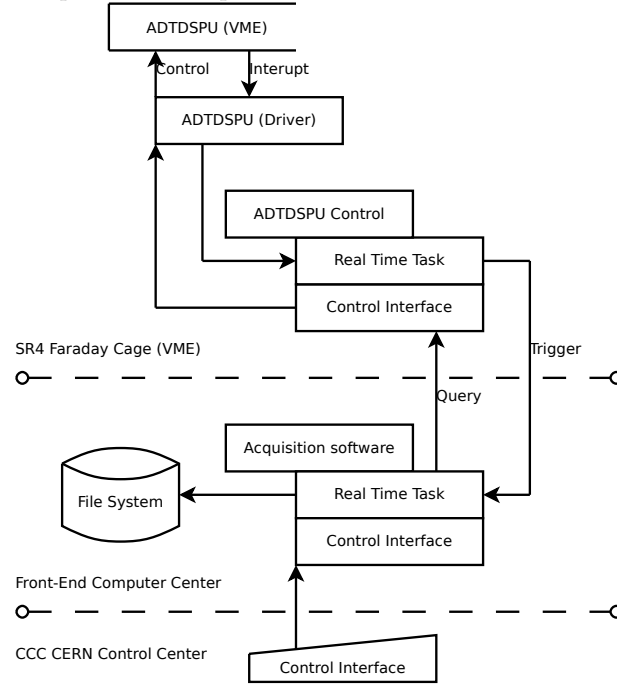 ADTDSPU (VME)
Control
Interupt
ADTDSPU (Driver)
ADTDSPU Control
Real Time Task
Control Interface
SR4 Faraday Cage (VME)
Trigger
Query
Acquisition software
Real Time Task
File System
Control Interface
Front-End Computer Center
CCC CERN Control Center
Control Interface